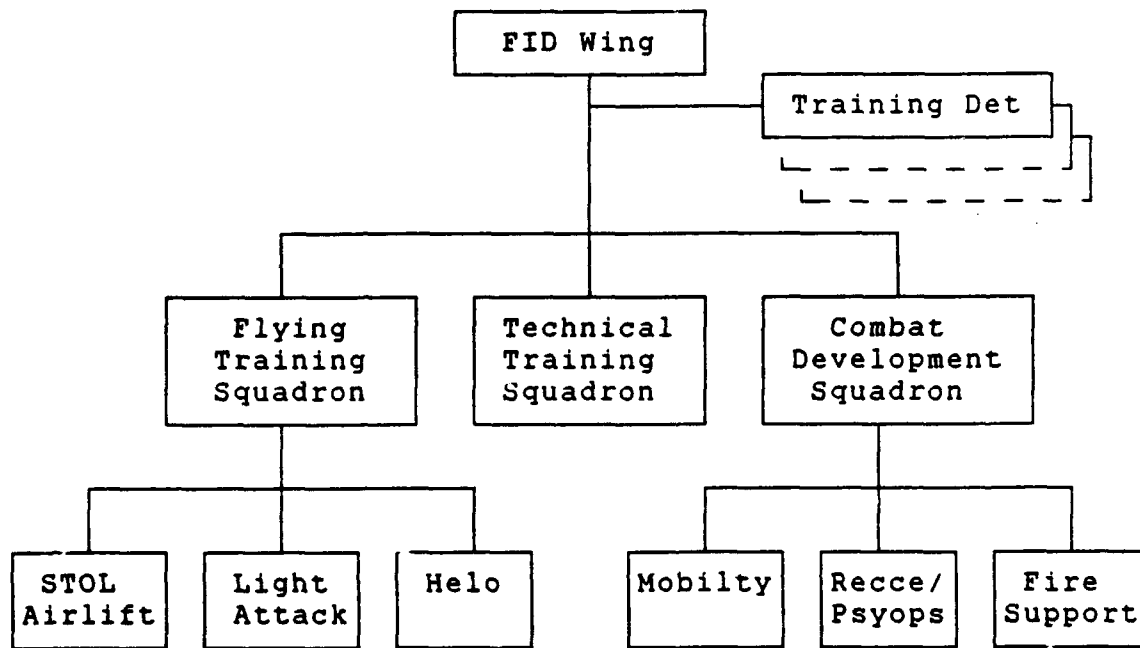 FID Wing
Training Det
Flying
Training
Squadron
Technical
Training
Squadron
Combat
Development
Squadron
STOL
Airlift
Light
Attack
Helo
Mobilty
Recce/
Psyops
Fire
Support